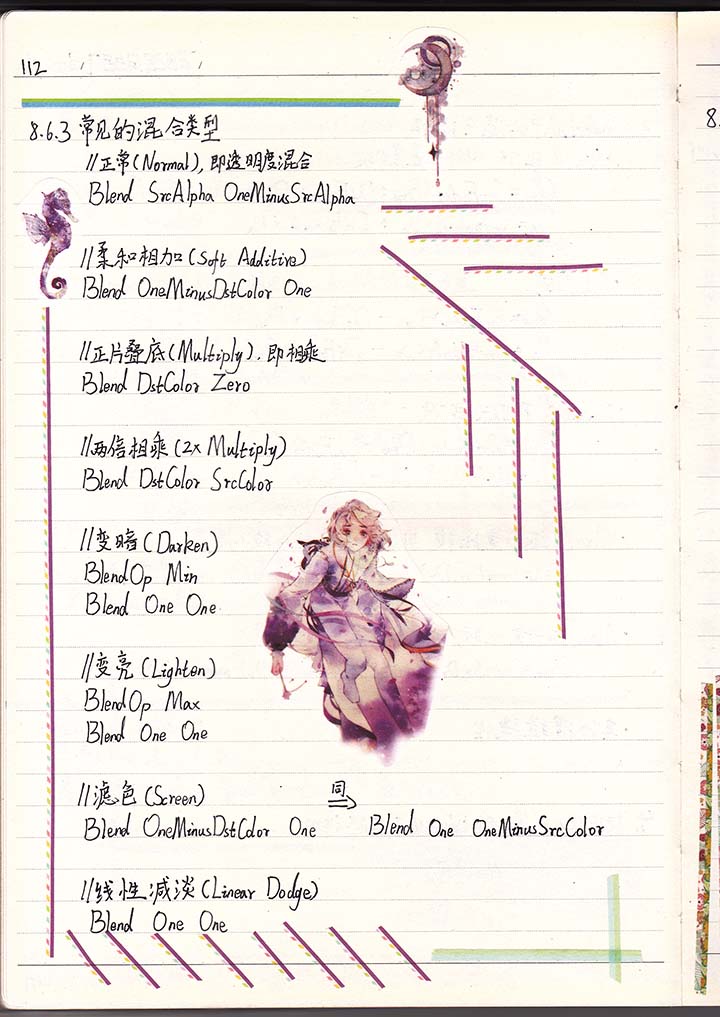 112
8.6.3 常见的混合类型
//正常(Normal),即透明度混合
Blend SrcAlpha OneMinusSrcAlpha
//柔和相加(Soft Additive)
Blend OneMinusDstColor One
//正片叠底(Multiply).即相乘
Blend DstColor Zero
//两倍相乘(2x Multiply)
Blend DstColor SrcColor
//变暗(Darken)
BlendOp Min
Blend One One
//变亮(Lighten)
BlendOp Max
Blend One One
//滤色(Screen)
同
Blend OneMinusDstColor One ⇒ Blend One OneMinusSrcColor
//线性减淡(Linear Dodge)
Blend One One
8.